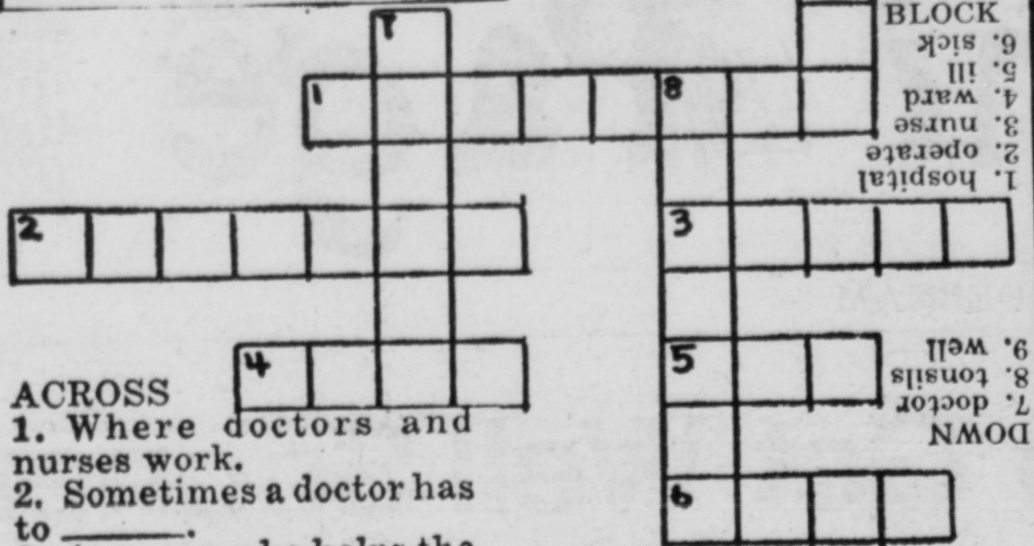 7
BLOCK
1
8
1. hospital
2. operate
3. nurse
4. ward
5. ill
6. sick
2
3
4
5
DOWN
7. doctor
8. tonsils
9. well
6
ACROSS
1. Where doctors and
nurses work.
2. Sometimes a doctor has
to ______.
helps the